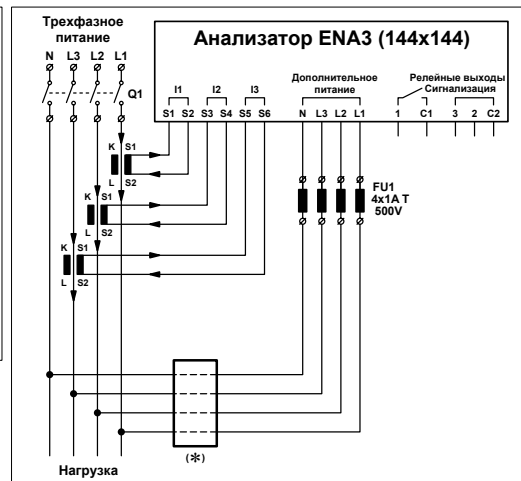 Трехфазное
питание
N L3 L2 L1
Q1
Анализатор ENA3 (144x144)
I1 I2 I3
S1 S2 S3 S4 S5 S6
Дополнительное
питание
N L3 L2 L1
Релейные выходы
Сигнализация
1 C1 3 2 C2
K S1
L S2
K S1
L S2
K S1
L S2
FU1
4x1A T
500V
(*)
Нагрузка